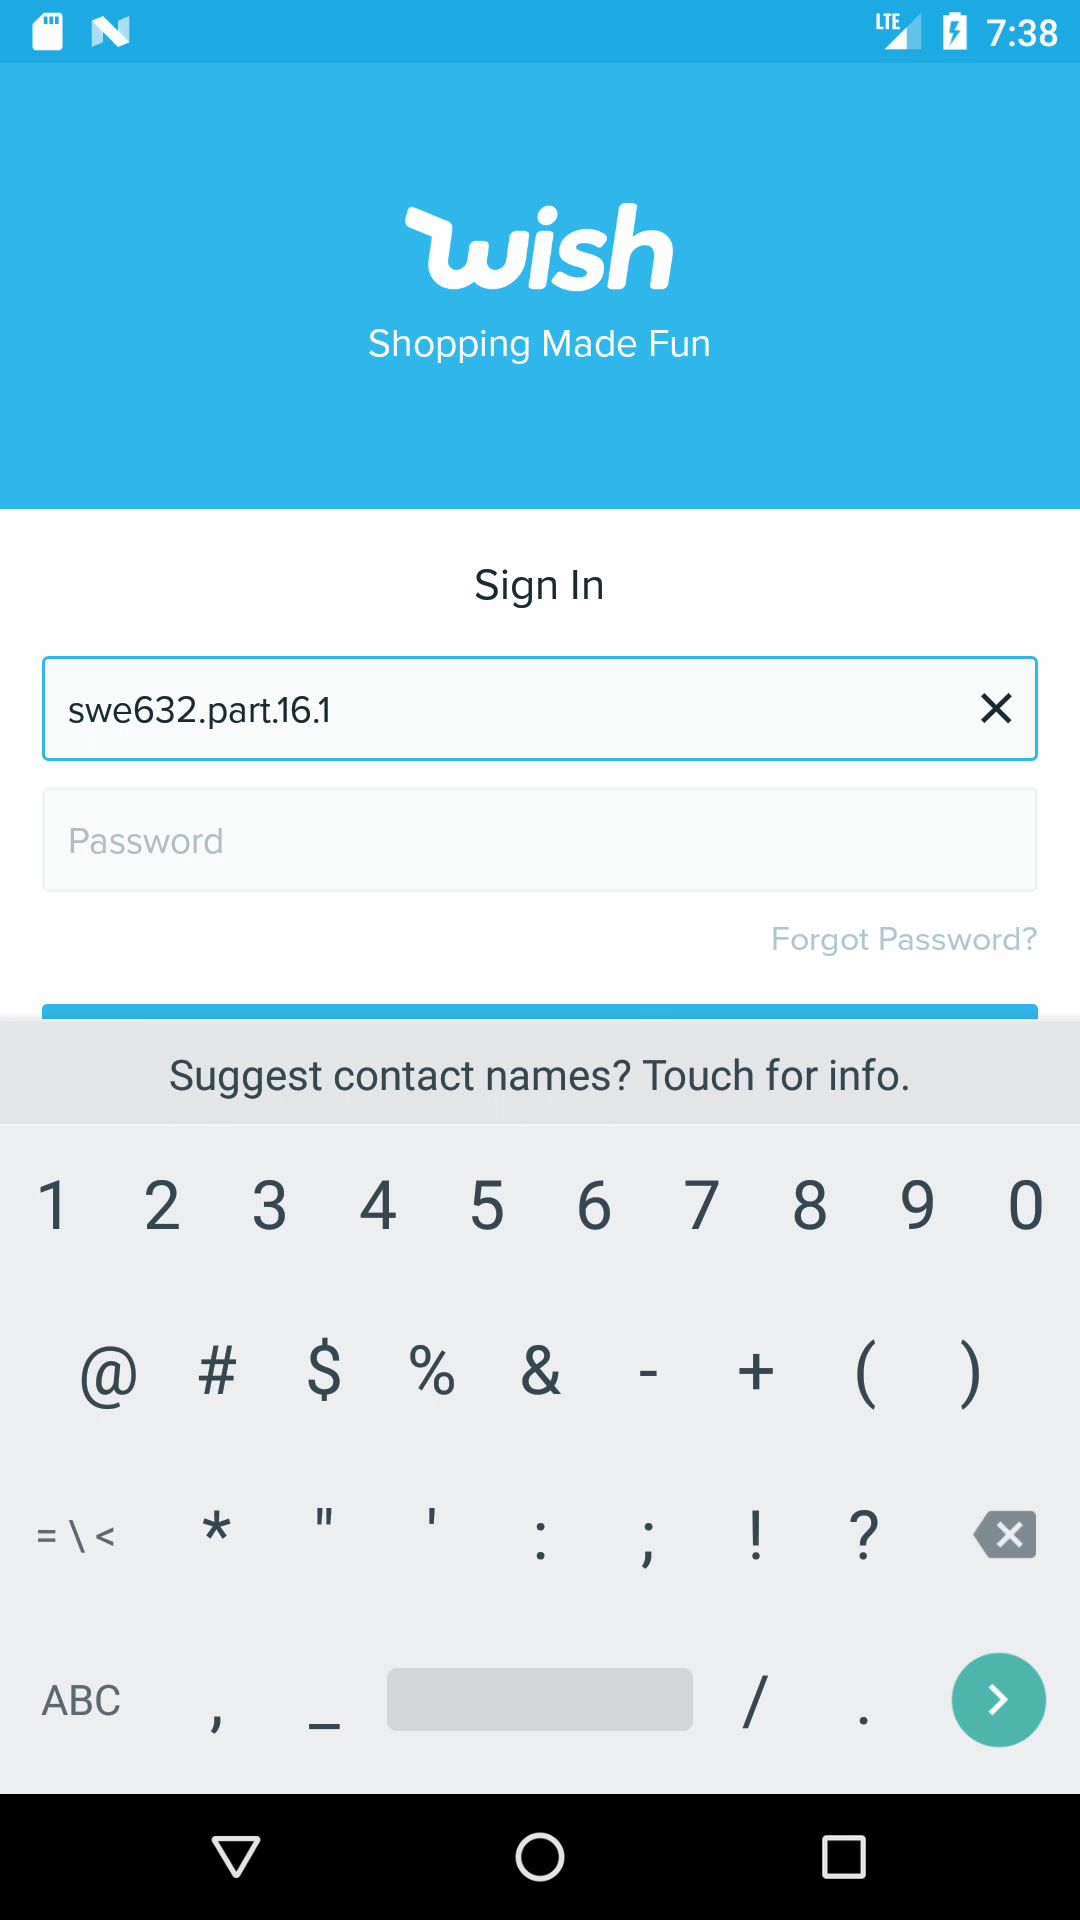 LTE 7:38
wish
Shopping Made Fun
Sign In
swe632.part.16.1
Password
Forgot Password?
Suggest contact names? Touch for info.
1 2 3 4 5 6 7 8 9 0
@ # $ % & - + ( )
= \ < * " ' : ; ! ?
ABC , _ / .